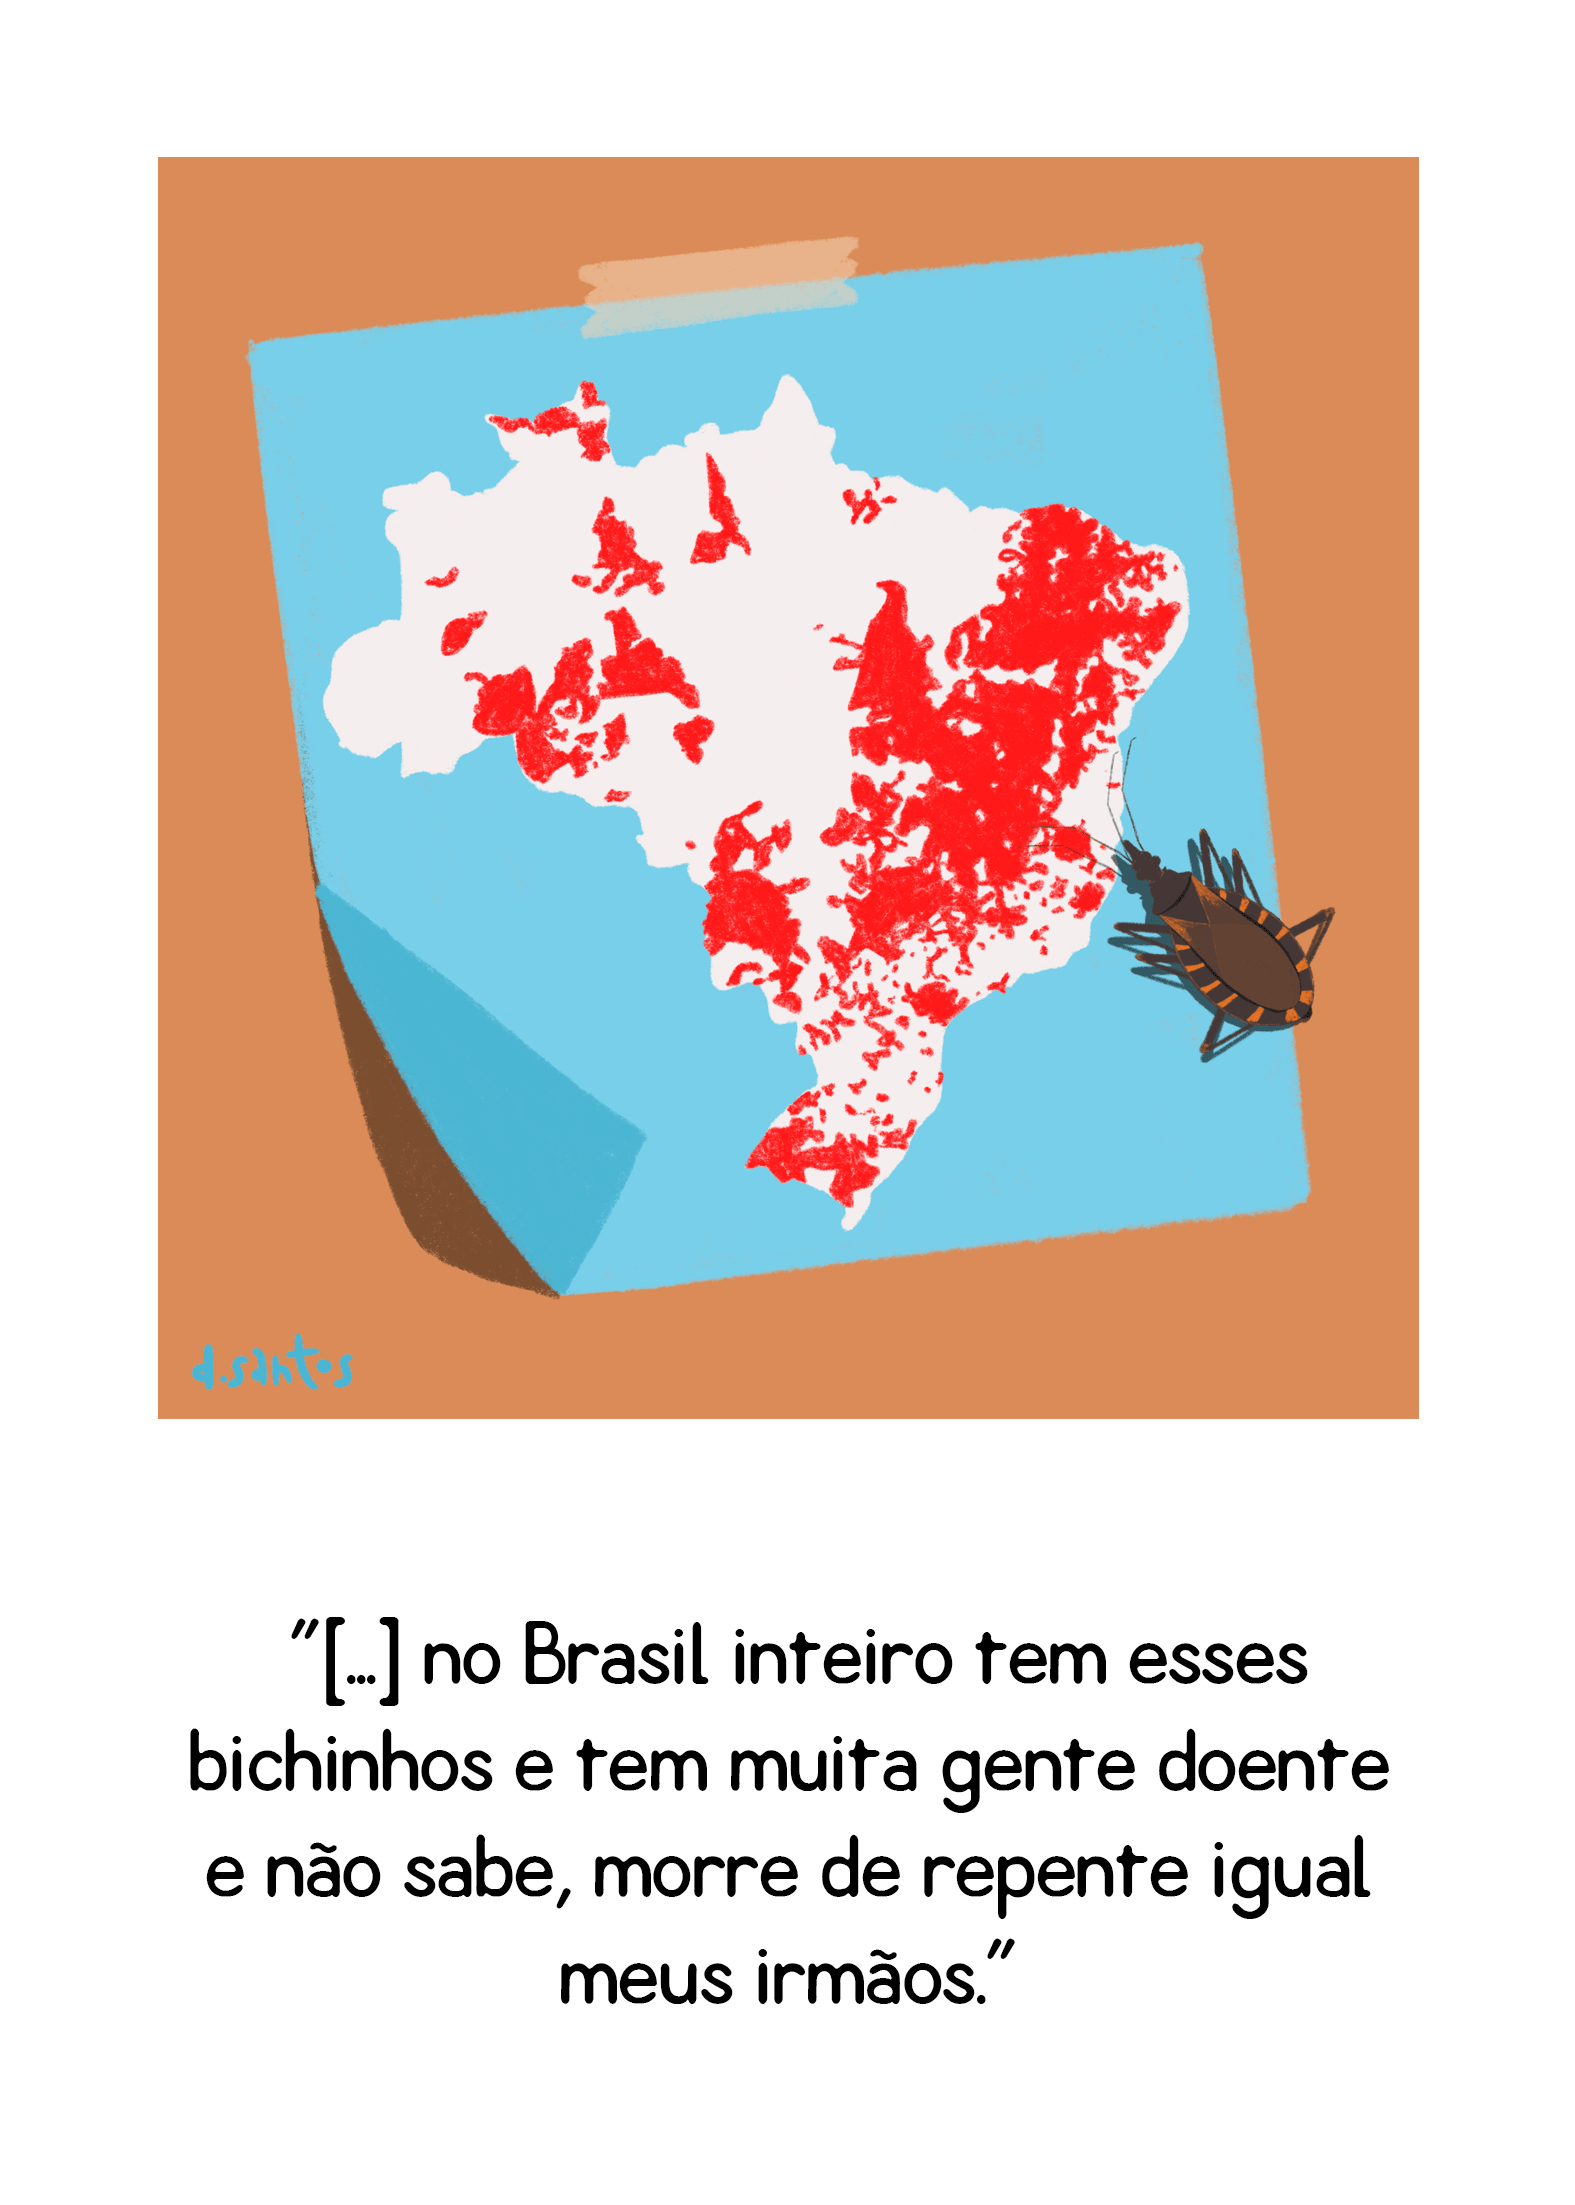 d.santos
"[...] no Brasil inteiro tem esses
bichinhos e tem muita gente doente
e não sabe, morre de repente igual
meus irmãos."